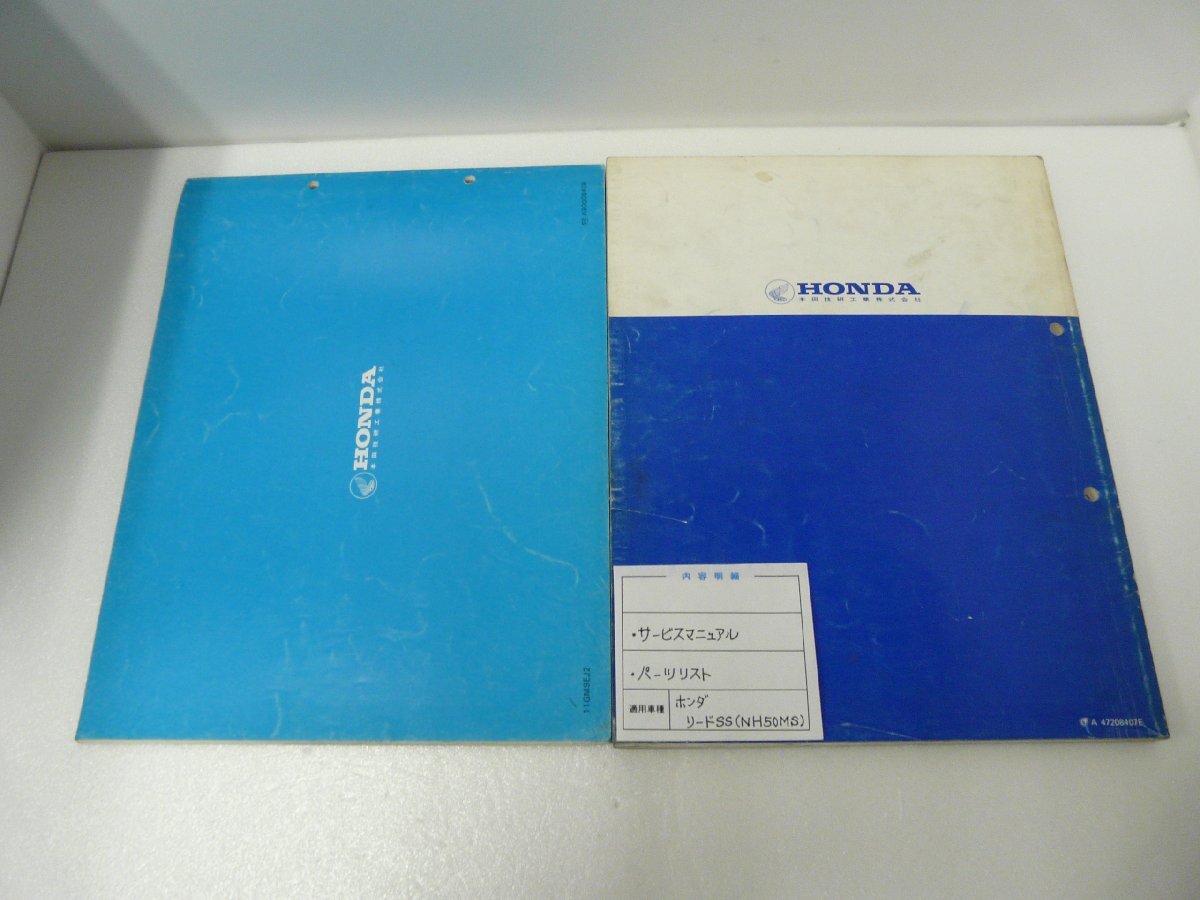 HONDA
本田技研工業株式会社
11GM9EJ2
HONDA
本田技研工業株式会社
内容明細
・サービスマニュアル
・パーツリスト
適用車種
ホンダ
リードSS(NH50MS)
A 47208407E